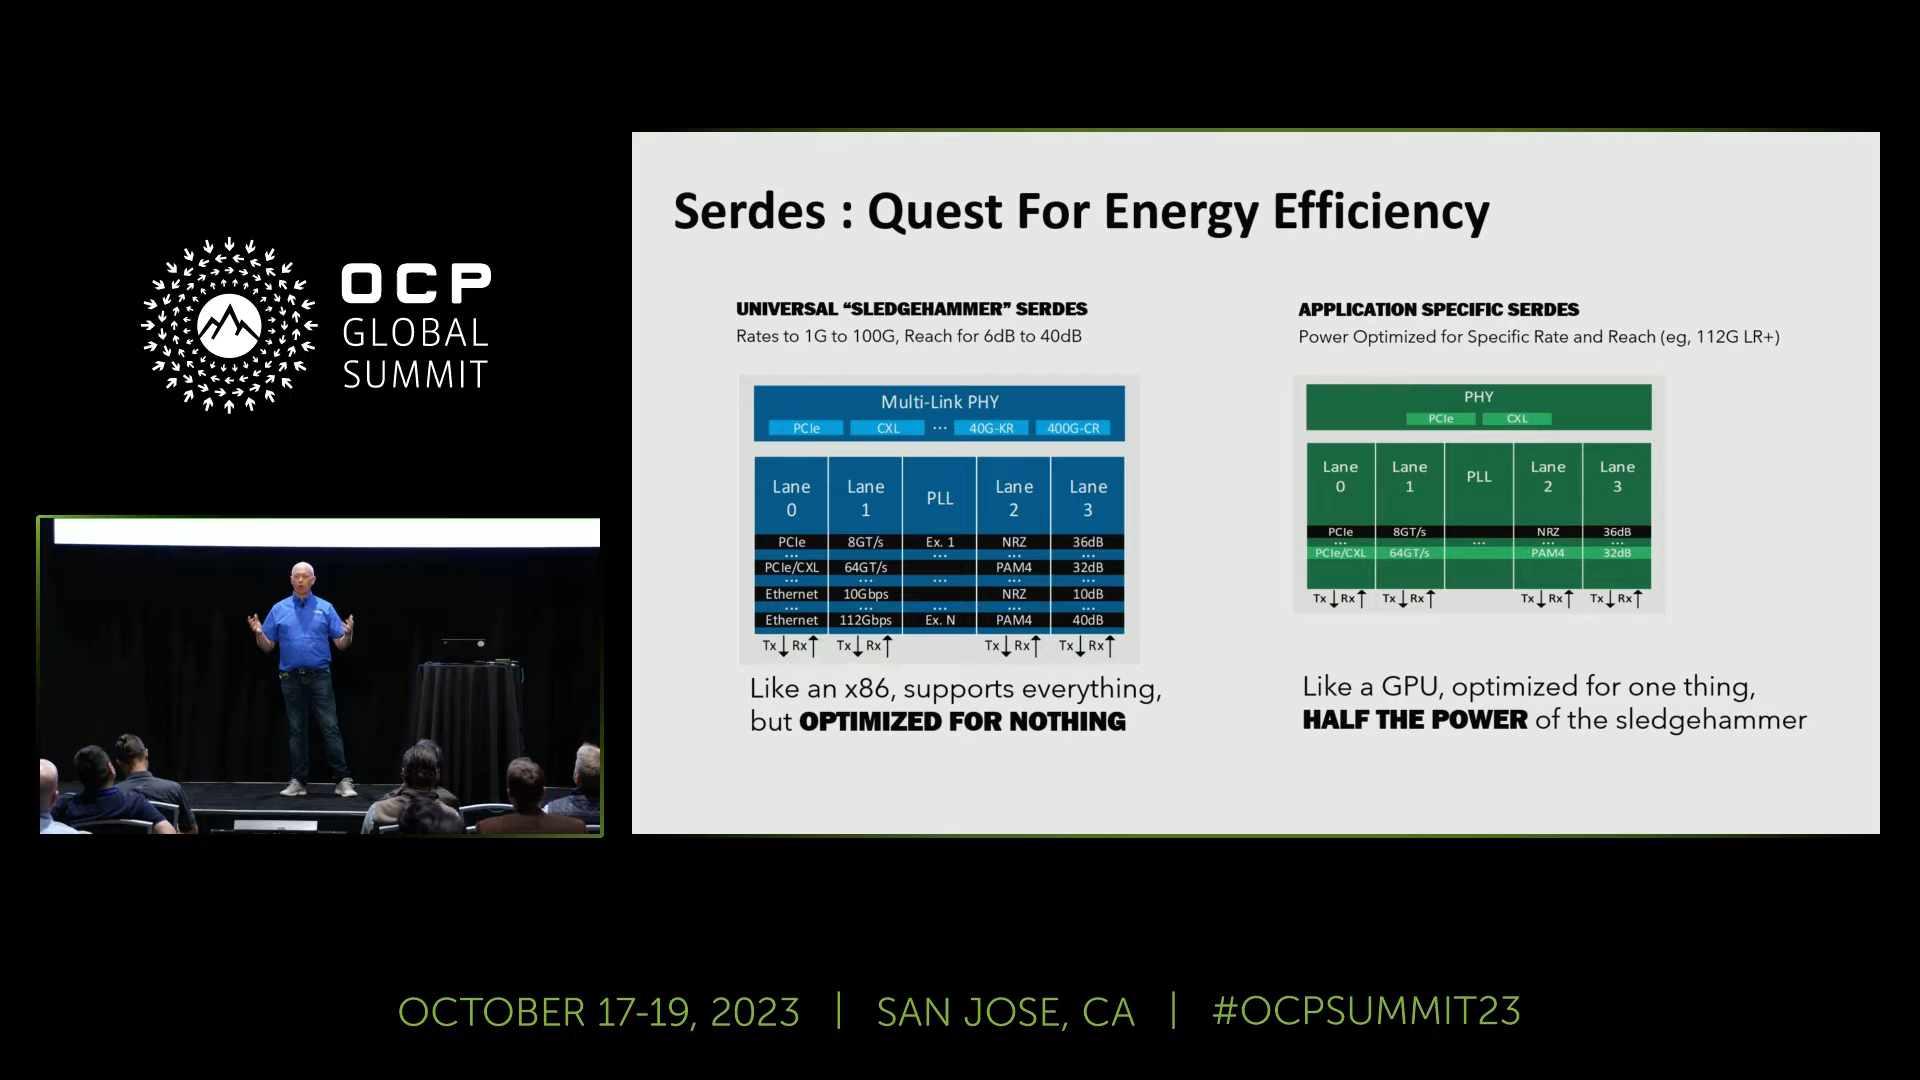 OCP
GLOBAL
SUMMIT
Serdes : Quest For Energy Efficiency
UNIVERSAL “SLEDGEHAMMER” SERDES
Rates to 1G to 100G, Reach for 6dB to 40dB
Multi-Link PHY
PCIe CXL ... 40G-KR 400G-CR
Lane 0 Lane 1 PLL Lane 2 Lane 3
PCIe 8GT/s Ex. 1 NRZ 36dB
... ... ... ... ...
PCIe/CXL 64GT/s PAM4 32dB
... ... ... ... ...
Ethernet 10Gbps NRZ 10dB
... ... ... ... ...
Ethernet 112Gbps Ex. N PAM4 40dB
Tx Rx Tx Rx Tx Rx Tx Rx
Like an x86, supports everything,
but OPTIMIZED FOR NOTHING
APPLICATION SPECIFIC SERDES
Power Optimized for Specific Rate and Reach (eg, 112G LR+)
PHY
PCIe CXL
Lane 0 Lane 1 PLL Lane 2 Lane 3
PCIe 8GT/s NRZ 36dB
... ... ... ... ...
PCIe/CXL 64GT/s PAM4 32dB
Tx Rx Tx Rx Tx Rx Tx Rx
Like a GPU, optimized for one thing,
HALF THE POWER of the sledgehammer
OCTOBER 17-19, 2023 | SAN JOSE, CA | #OCPSUMMIT23